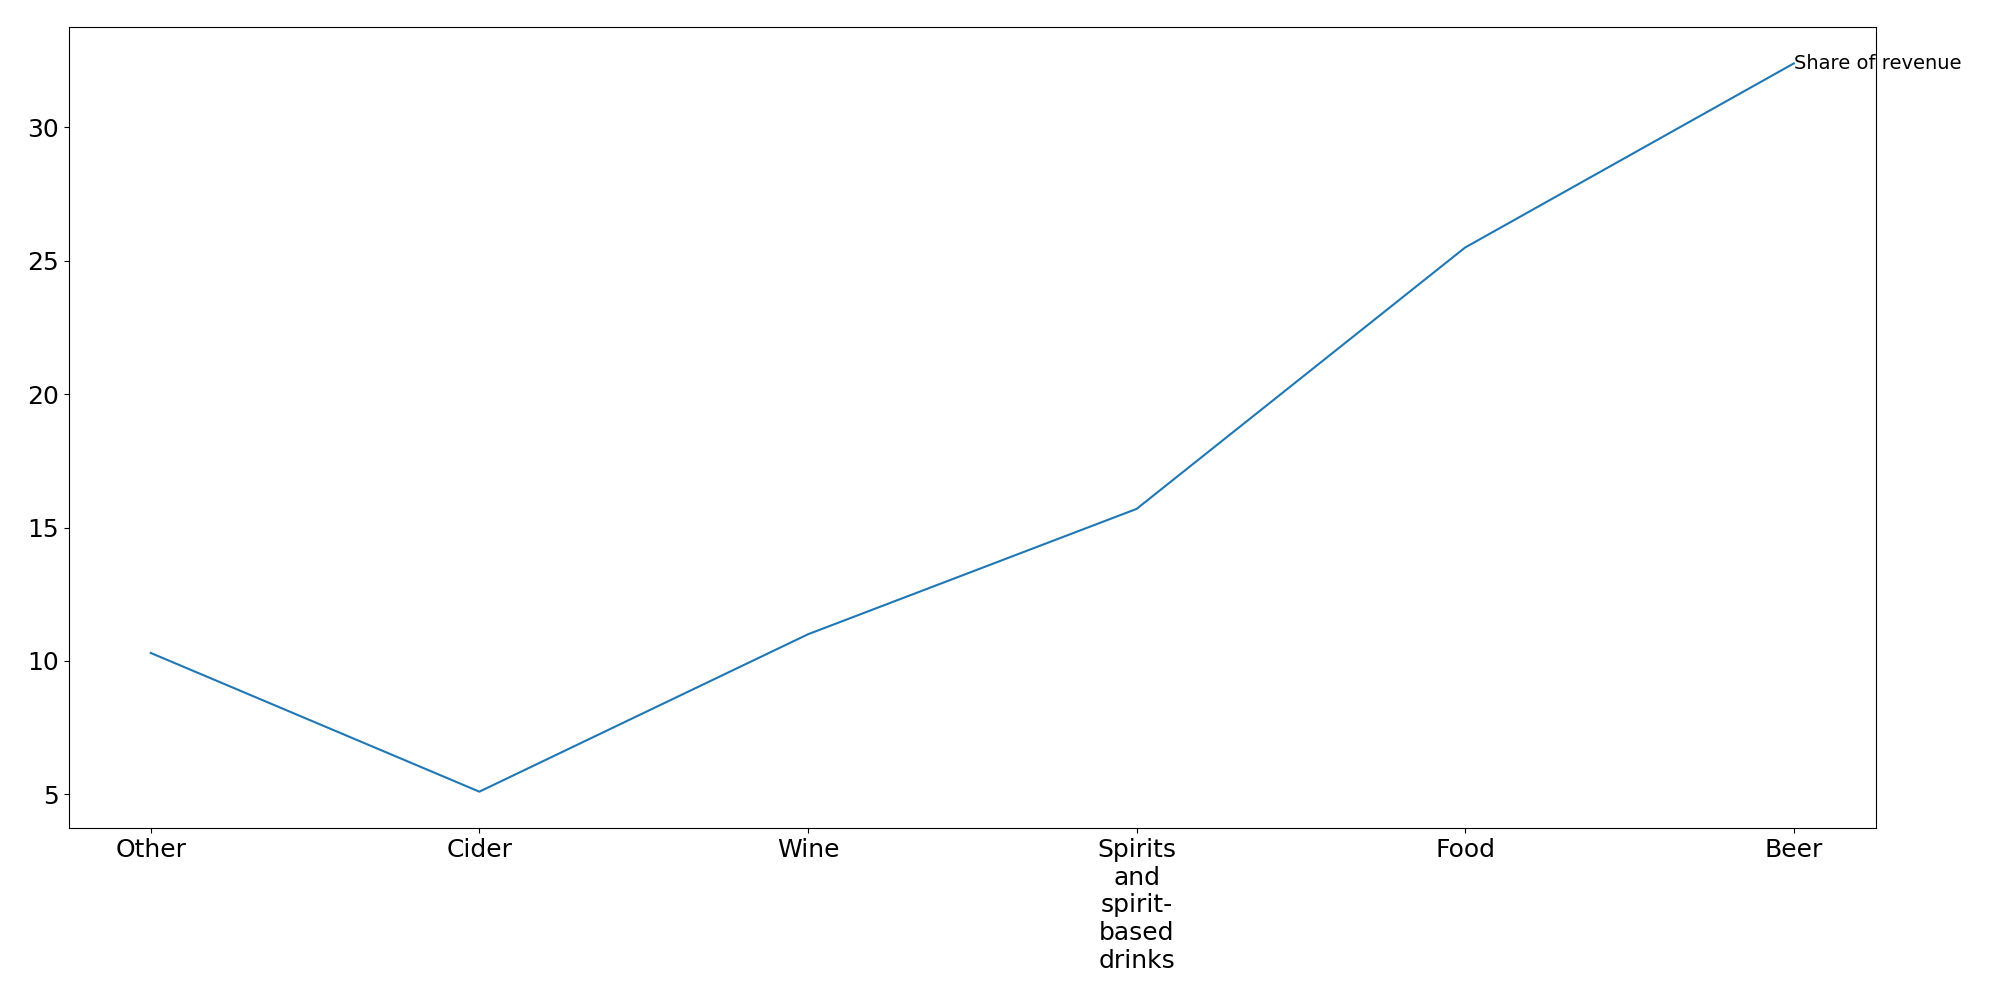 Share of revenue
30
25
20
15
10
5
Other
Cider
Wine
Spirits
and
spirit-
based
drinks
Food
Beer